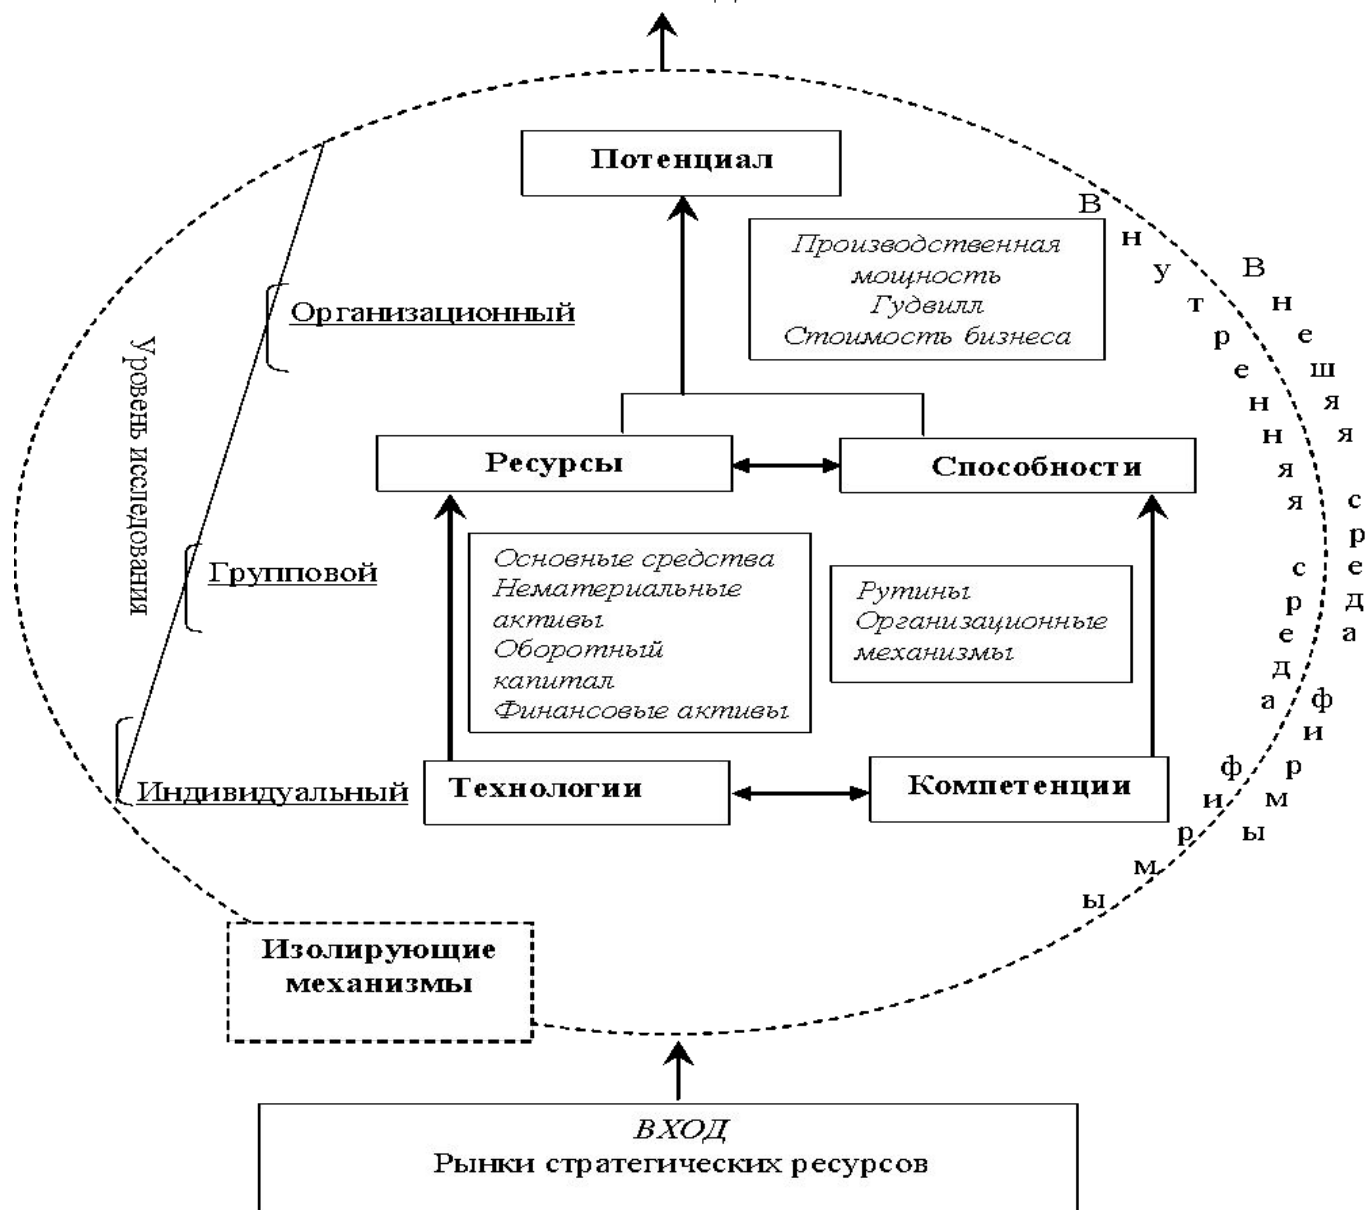 Потенциал
Производственная
мощность
Гудвилл
Стоимость бизнеса
Внутренняя среда фирмы
Внешяя среда фирмы
Организационный
Уровень исследования
Ресурсы
Способности
Групповой
Основные средства
Нематериальные
активы
Оборотный
капитал
Финансовые активы
Рутины
Организационные
механизмы
Индивидуальный
Технологии
Компетенции
Изолирующие
механизмы
ВХОД
Рынки стратегических ресурсов